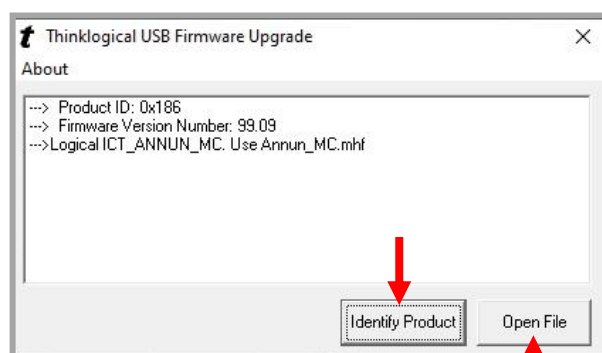 t Thinklogical USB Firmware Upgrade
About
---> Product ID: 0x186
---> Firmware Version Number: 99.09
--->Logical ICT_ANNUN_MC. Use Annun_MC.mhf
Identify Product Open File